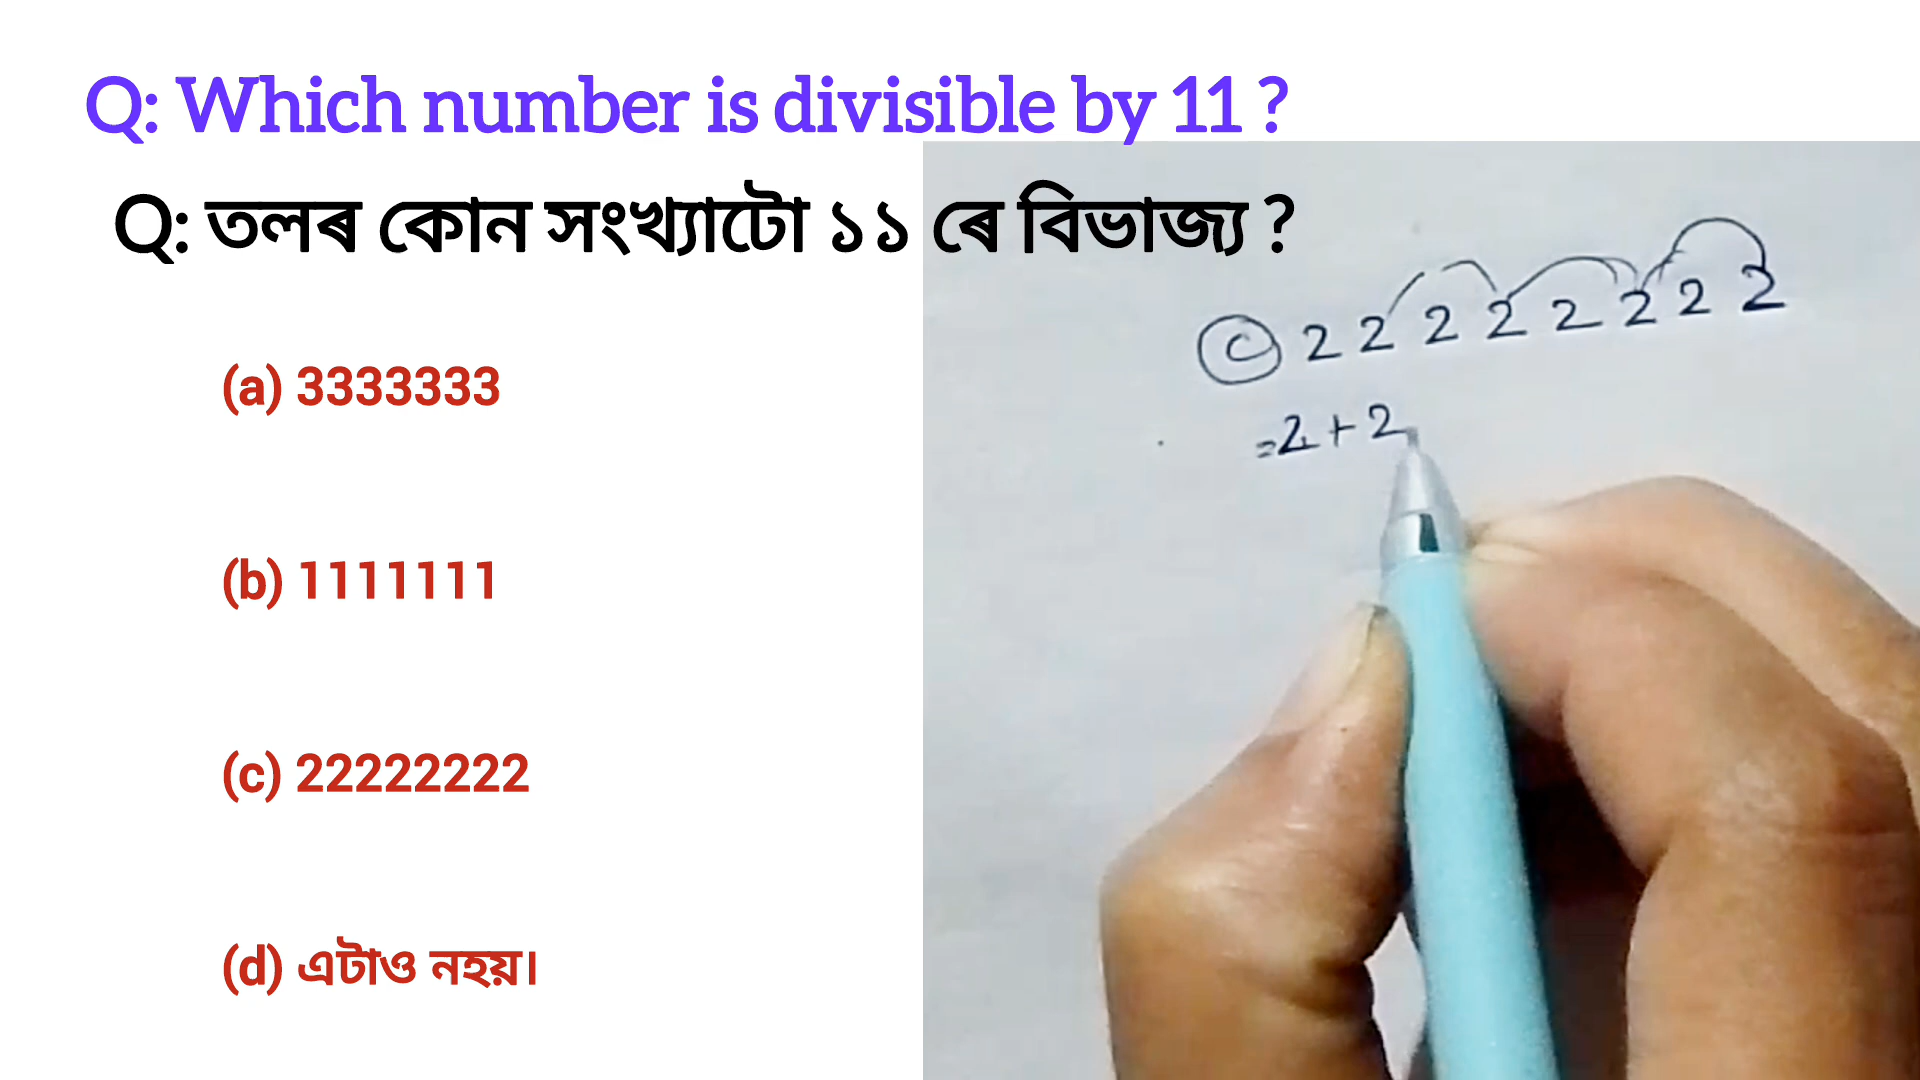 Q: Which number is divisible by 11 ?
Q: তলৰ কোন সংখ্যাটো ১১ ৰে বিভাজ্য ?
(a) 3333333
(b) 1111111
(c) 22222222
(d) এটাও নহয়।
C 2 2 2 2 2 2 2 2
= 2 + 2